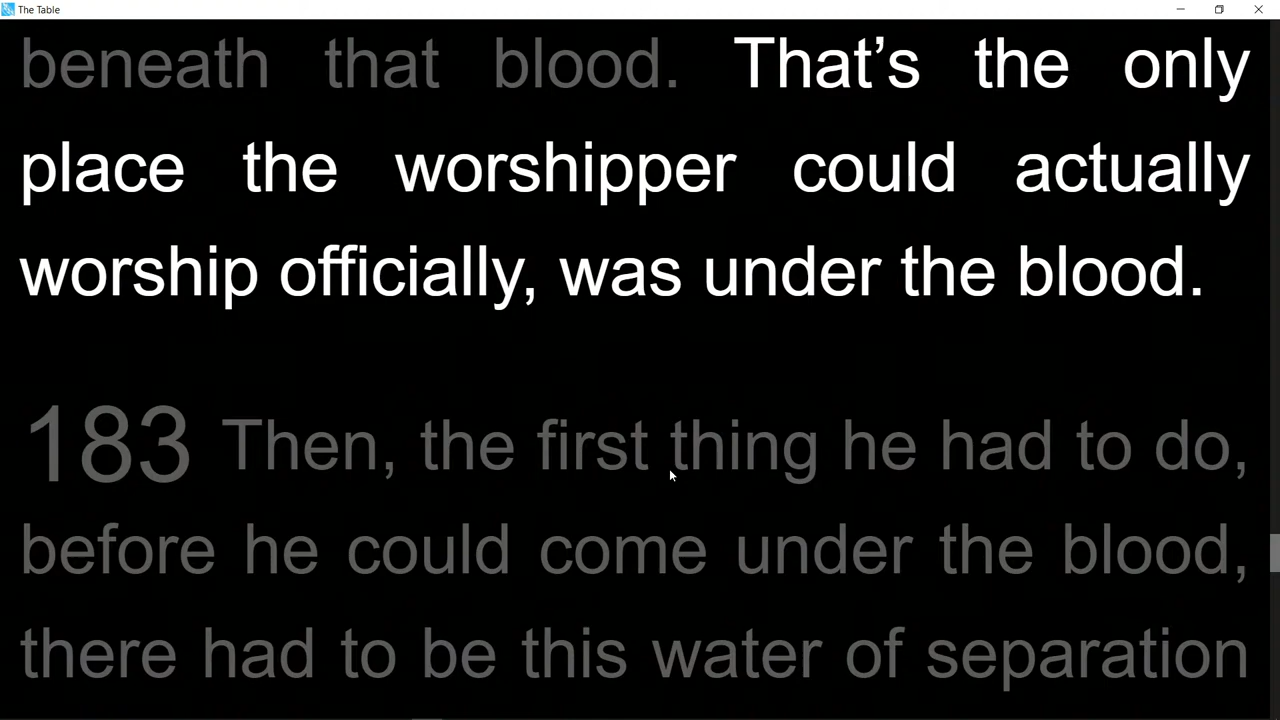 The Table
beneath that blood. That’s the only
place the worshipper could actually
worship officially, was under the blood.
183 Then, the first thing he had to do,
before he could come under the blood,
there had to be this water of separation